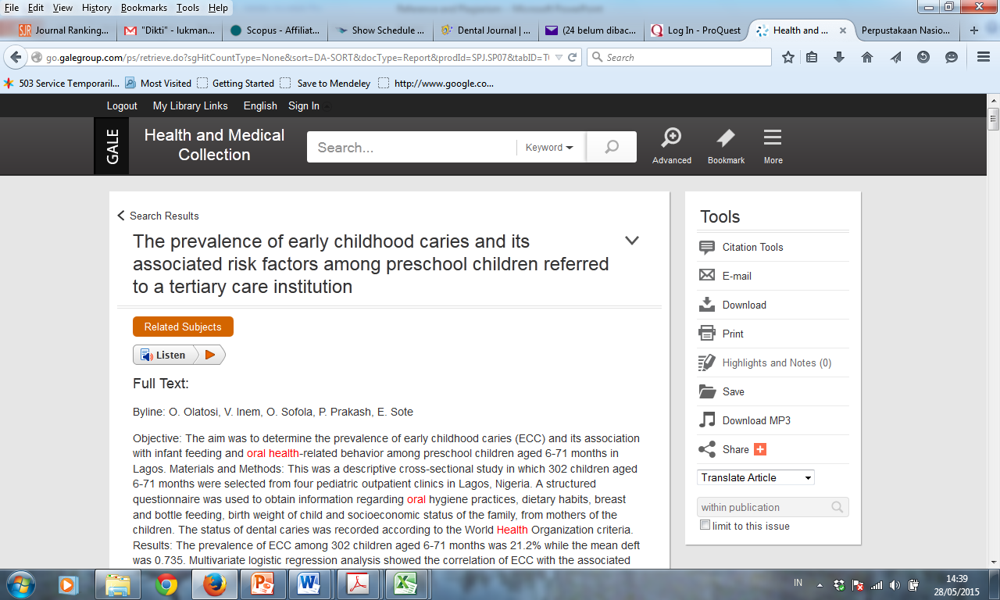 Reference and Plagiarism - Microsoft PowerPoint
File Edit View History Bookmarks Tools Help
SJR Journal Ranking... "Dikti" - lukman... Scopus - Affiliat... Show Schedule ... Dental Journal | ... (24 belum dibac... Log In - ProQuest Health and ... Perpustakaan Nasio...
go.galegroup.com/ps/retrieve.do?sgHitCountType=None&sort=DA-SORT&docType=Report&prodId=SPJ.SP07&tabID=T Search
503 Service Temporaril... Most Visited Getting Started Save to Mendeley http://www.google.co...
Logout My Library Links English Sign In
GALE
Health and Medical
Collection
Search... Keyword
Advanced Bookmark More
Search Results
The prevalence of early childhood caries and its
associated risk factors among preschool children referred
to a tertiary care institution
Related Subjects
Listen
Full Text:
Byline: O. Olatosi, V. Inem, O. Sofola, P. Prakash, E. Sote
Objective: The aim was to determine the prevalence of early childhood caries (ECC) and its association
with infant feeding and oral health-related behavior among preschool children aged 6-71 months in
Lagos. Materials and Methods: This was a descriptive cross-sectional study in which 302 children aged
6-71 months were selected from four pediatric outpatient clinics in Lagos, Nigeria. A structured
questionnaire was used to obtain information regarding oral hygiene practices, dietary habits, breast
and bottle feeding, birth weight of child and socioeconomic status of the family, from mothers of the
children. The status of dental caries was recorded according to the World Health Organization criteria.
Results: The prevalence of ECC among 302 children aged 6-71 months was 21.2% while the mean deft
was 0.735. Multivariate logistic regression analysis showed the correlation of ECC with the associated
Tools
Citation Tools
E-mail
Download
Print
Highlights and Notes (0)
Save
Download MP3
Share
Translate Article
within publication
limit to this issue
IN
14:39
28/05/2015